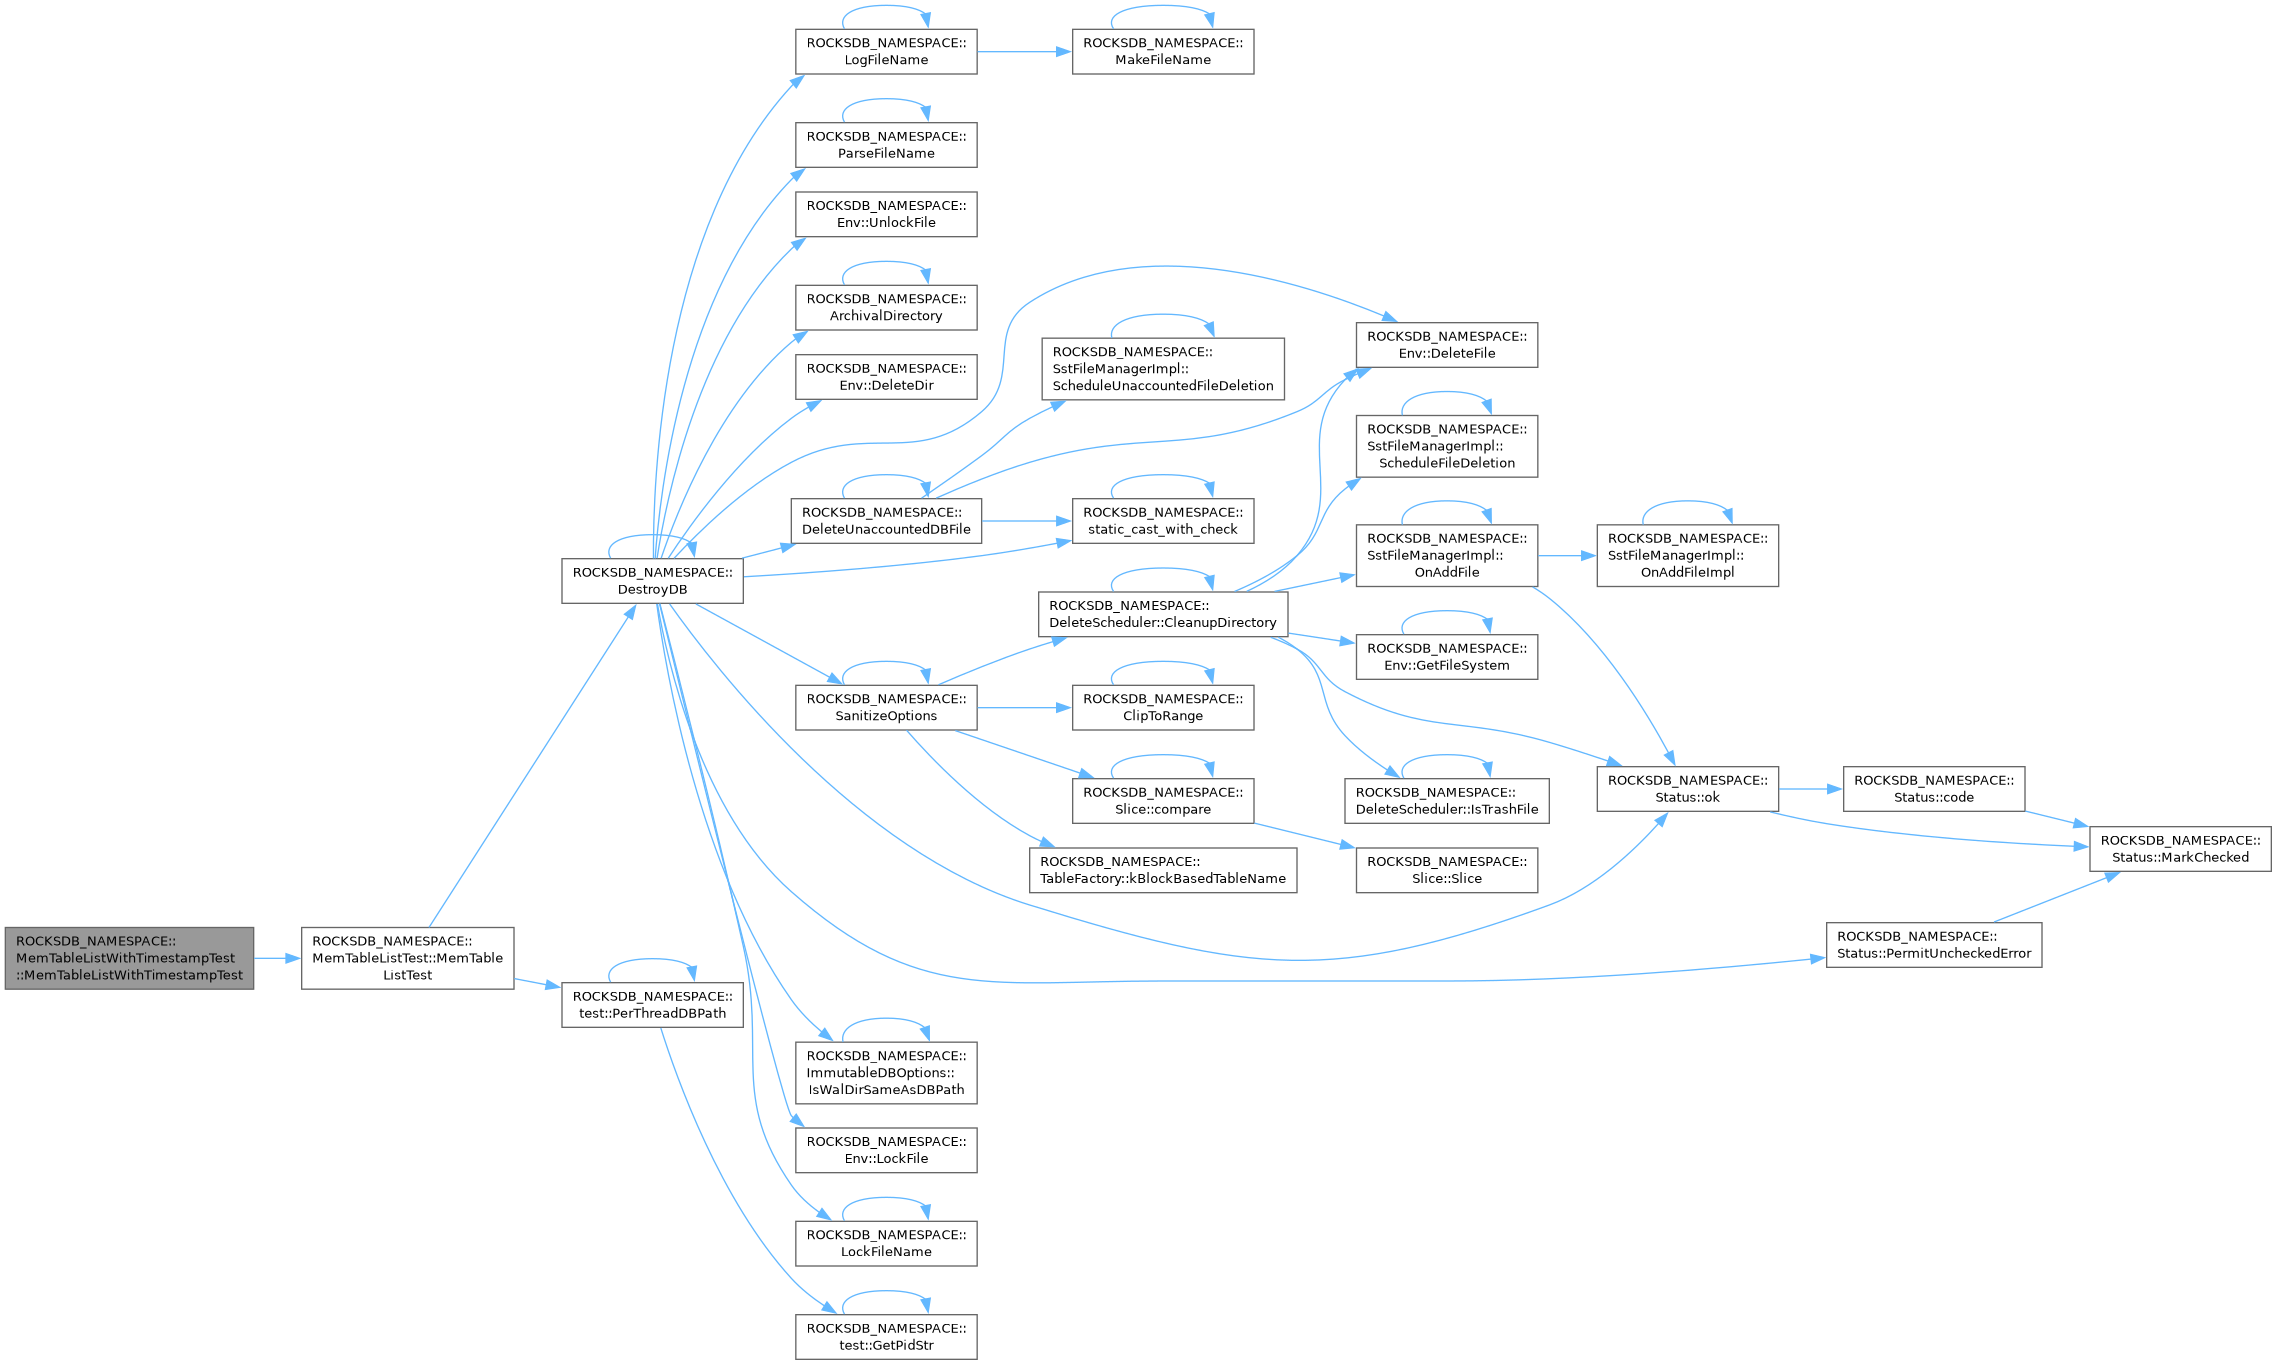 ROCKSDB_NAMESPACE::
MemTableListWithTimestampTest
::MemTableListWithTimestampTest
ROCKSDB_NAMESPACE::
MemTableListTest::MemTable
ListTest
ROCKSDB_NAMESPACE::
DestroyDB
ROCKSDB_NAMESPACE::
test::PerThreadDBPath
ROCKSDB_NAMESPACE::
LogFileName
ROCKSDB_NAMESPACE::
ParseFileName
ROCKSDB_NAMESPACE::
Env::UnlockFile
ROCKSDB_NAMESPACE::
ArchivalDirectory
ROCKSDB_NAMESPACE::
Env::DeleteDir
ROCKSDB_NAMESPACE::
DeleteUnaccountedDBFile
ROCKSDB_NAMESPACE::
SanitizeOptions
ROCKSDB_NAMESPACE::
ImmutableDBOptions::
IsWalDirSameAsDBPath
ROCKSDB_NAMESPACE::
Env::LockFile
ROCKSDB_NAMESPACE::
LockFileName
ROCKSDB_NAMESPACE::
test::GetPidStr
ROCKSDB_NAMESPACE::
MakeFileName
ROCKSDB_NAMESPACE::
SstFileManagerImpl::
ScheduleUnaccountedFileDeletion
ROCKSDB_NAMESPACE::
static_cast_with_check
ROCKSDB_NAMESPACE::
DeleteScheduler::CleanupDirectory
ROCKSDB_NAMESPACE::
ClipToRange
ROCKSDB_NAMESPACE::
Slice::compare
ROCKSDB_NAMESPACE::
TableFactory::kBlockBasedTableName
ROCKSDB_NAMESPACE::
Env::DeleteFile
ROCKSDB_NAMESPACE::
SstFileManagerImpl::
ScheduleFileDeletion
ROCKSDB_NAMESPACE::
SstFileManagerImpl::
OnAddFile
ROCKSDB_NAMESPACE::
Env::GetFileSystem
ROCKSDB_NAMESPACE::
DeleteScheduler::IsTrashFile
ROCKSDB_NAMESPACE::
Slice::Slice
ROCKSDB_NAMESPACE::
SstFileManagerImpl::
OnAddFileImpl
ROCKSDB_NAMESPACE::
Status::ok
ROCKSDB_NAMESPACE::
Status::code
ROCKSDB_NAMESPACE::
Status::PermitUncheckedError
ROCKSDB_NAMESPACE::
Status::MarkChecked